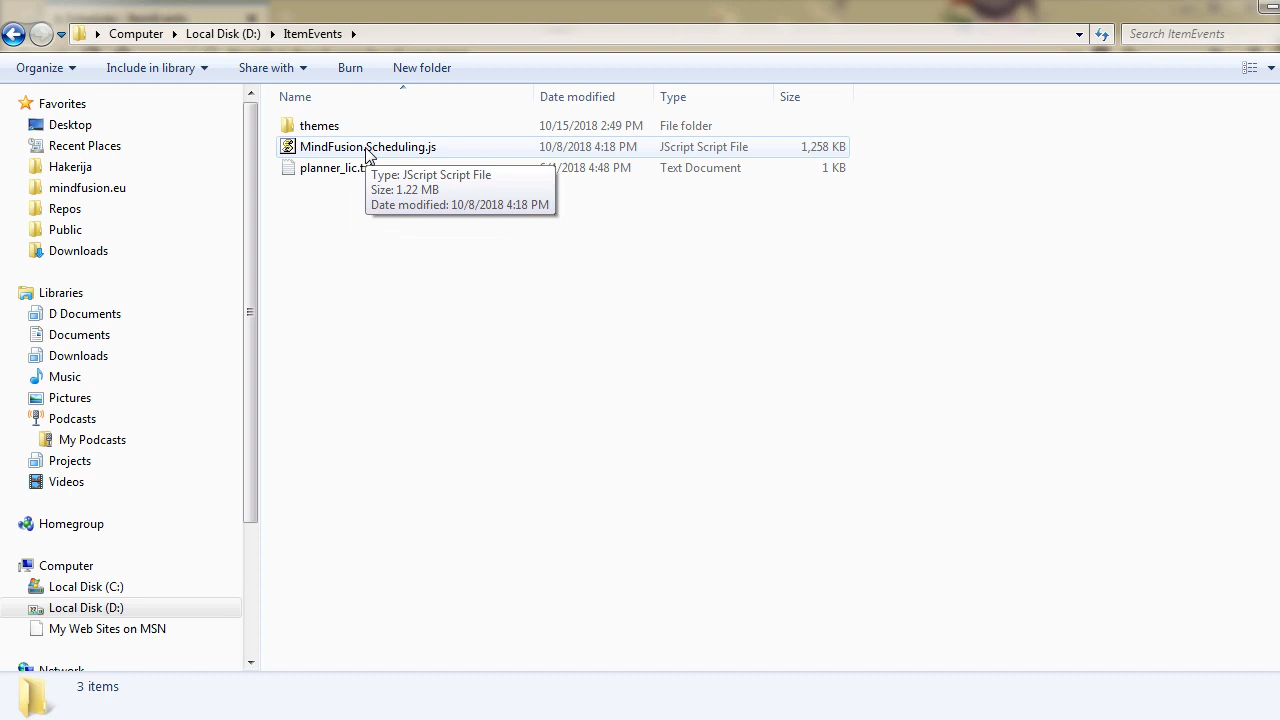 Computer Local Disk (D:) ItemEvents Search ItemEvents
Organize Include in library Share with Burn New folder
Name Date modified Type Size
Favorites
Desktop
Recent Places
Hakerija
mindfusion.eu
Repos
Public
Downloads
Libraries
D Documents
Documents
Downloads
Music
Pictures
Podcasts
My Podcasts
Projects
Videos
Homegroup
Computer
Local Disk (C:)
Local Disk (D:)
My Web Sites on MSN
Network
themes 10/15/2018 2:49 PM File folder
MindFusion.Scheduling.js 10/8/2018 4:18 PM JScript Script File 1,258 KB
planner_lic.t 4:48 PM Text Document 1 KB
Type: JScript Script File
Size: 1.22 MB
Date modified: 10/8/2018 4:18 PM
3 items